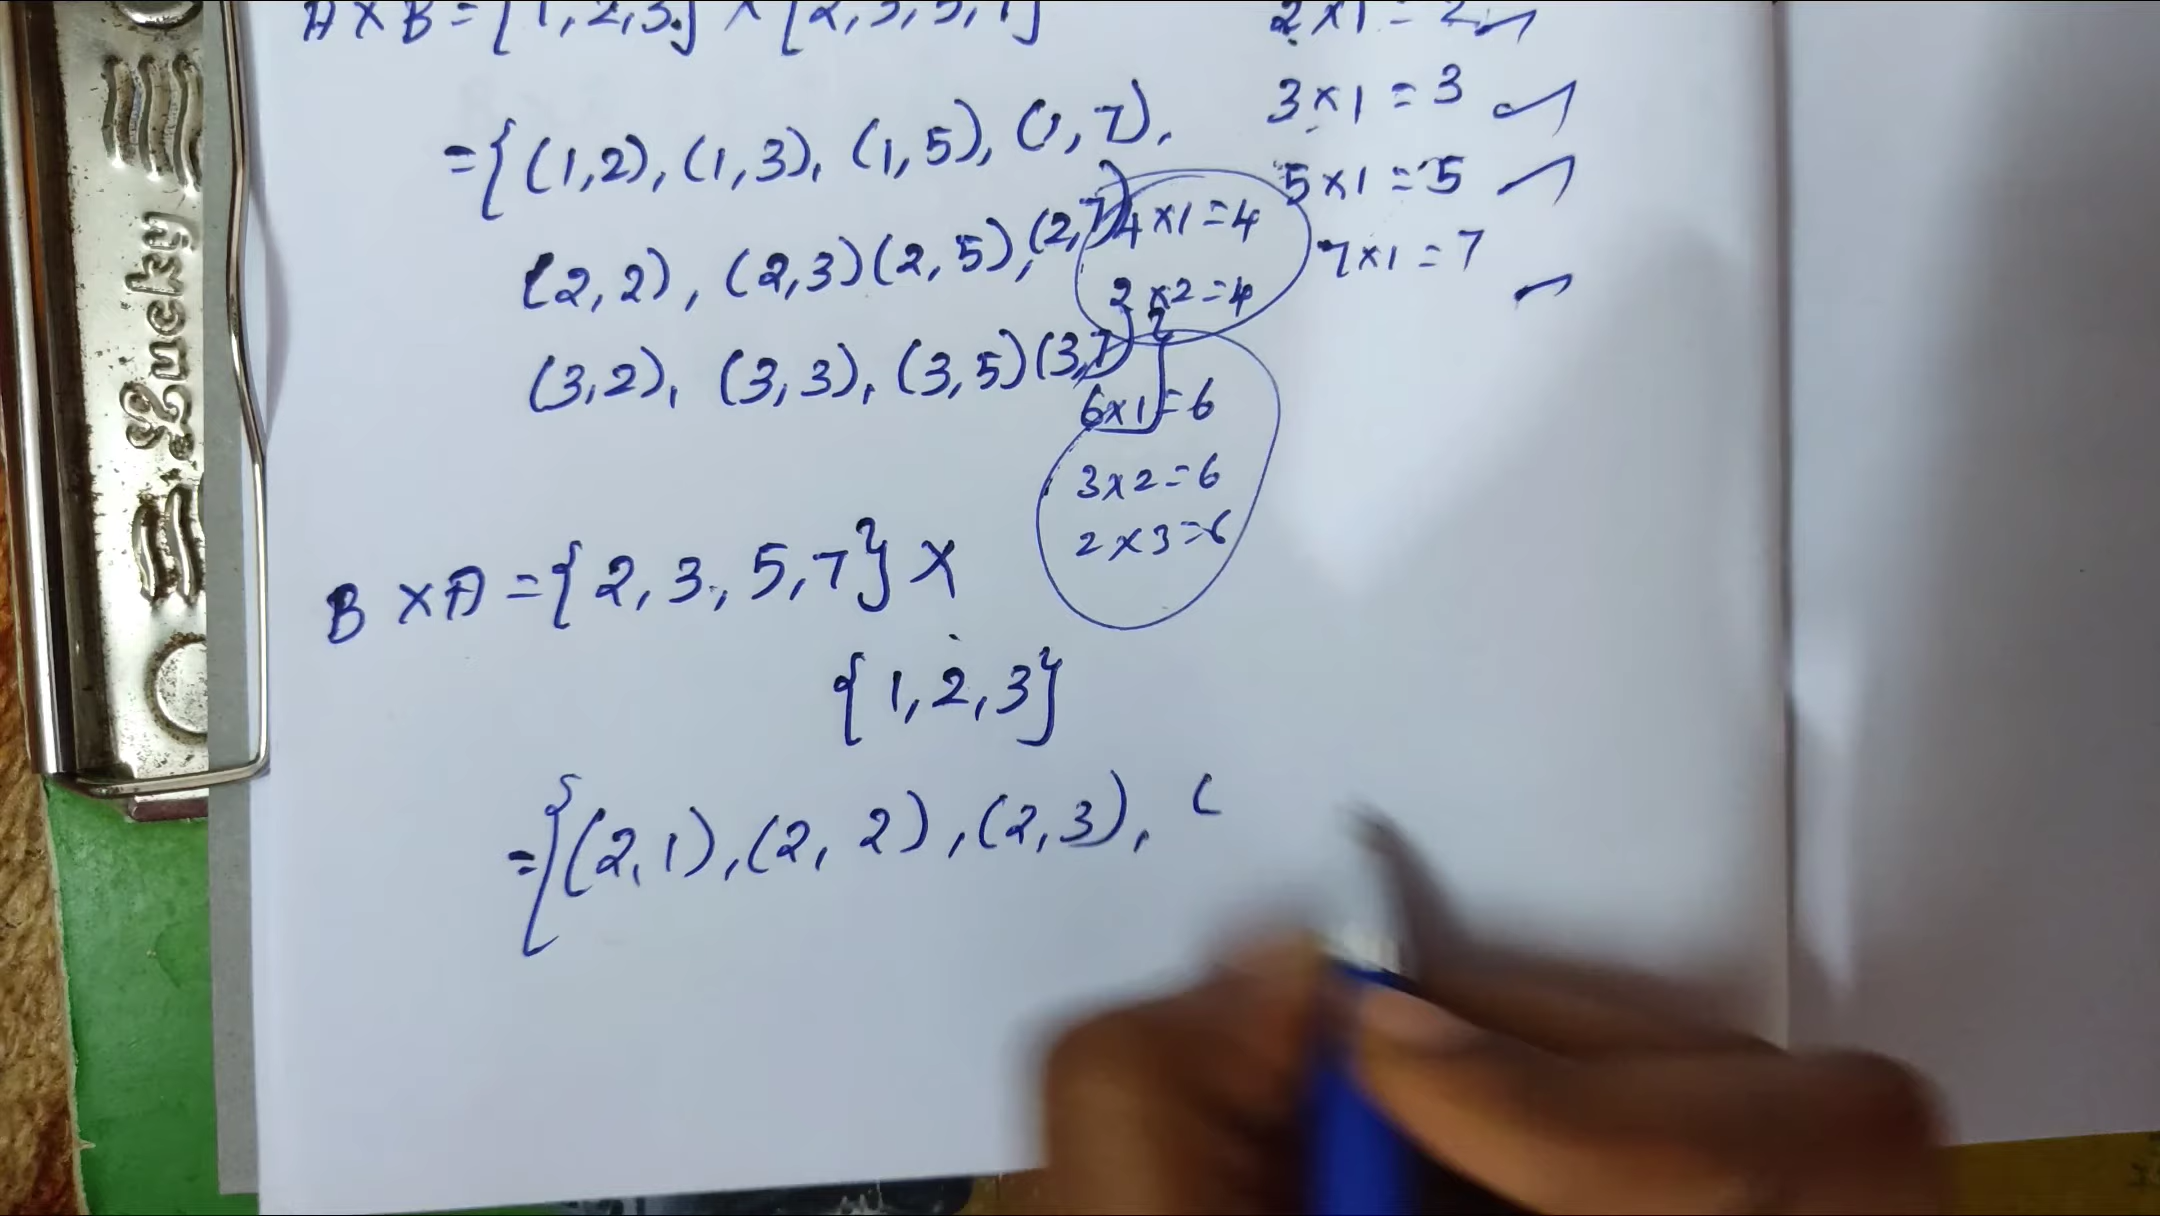 A × B = {1,2,3} × {2,3,5,7}
= { (1,2), (1,3), (1,5), (1,7),
(2,2), (2,3) (2,5), (2,7)
(3,2), (3,3), (3,5) (3,7) }
2×1 = 2
3×1 = 3
5×1 = 5
7×1 = 7
4×1=4
2×2=4
6×1=6
3×2=6
2×3=6
B × A = {2,3,5,7} ×
{1,2,3}
= { (2,1), (2,2), (2,3), (
Lucky